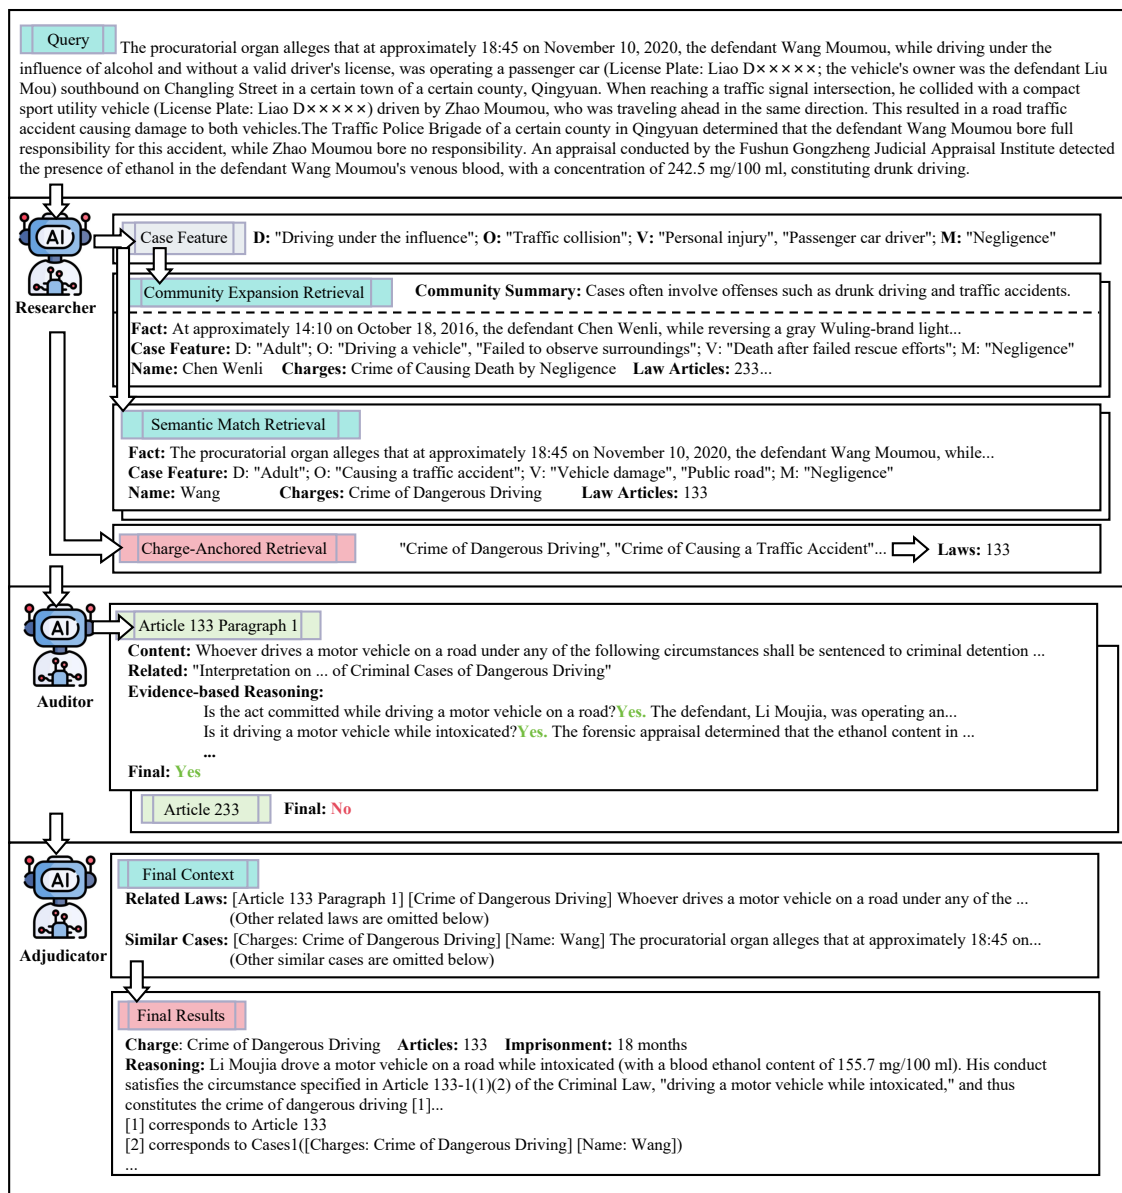 Query The procuratorial organ alleges that at approximately 18:45 on November 10, 2020, the defendant Wang Moumou, while driving under the
influence of alcohol and without a valid driver's license, was operating a passenger car (License Plate: Liao D×××××; the vehicle's owner was the defendant Liu
Mou) southbound on Changling Street in a certain town of a certain county, Qingyuan. When reaching a traffic signal intersection, he collided with a compact
sport utility vehicle (License Plate: Liao D×××××) driven by Zhao Moumou, who was traveling ahead in the same direction. This resulted in a road traffic
accident causing damage to both vehicles.The Traffic Police Brigade of a certain county in Qingyuan determined that the defendant Wang Moumou bore full
responsibility for this accident, while Zhao Moumou bore no responsibility. An appraisal conducted by the Fushun Gongzheng Judicial Appraisal Institute detected
the presence of ethanol in the defendant Wang Moumou's venous blood, with a concentration of 242.5 mg/100 ml, constituting drunk driving.
AI
Researcher
Case Feature D: "Driving under the influence"; O: "Traffic collision"; V: "Personal injury", "Passenger car driver"; M: "Negligence"
Community Expansion Retrieval Community Summary: Cases often involve offenses such as drunk driving and traffic accidents.
Fact: At approximately 14:10 on October 18, 2016, the defendant Chen Wenli, while reversing a gray Wuling-brand light...
Case Feature: D: "Adult"; O: "Driving a vehicle", "Failed to observe surroundings"; V: "Death after failed rescue efforts"; M: "Negligence"
Name: Chen Wenli Charges: Crime of Causing Death by Negligence Law Articles: 233...
Semantic Match Retrieval
Fact: The procuratorial organ alleges that at approximately 18:45 on November 10, 2020, the defendant Wang Moumou, while...
Case Feature: D: "Adult"; O: "Causing a traffic accident"; V: "Vehicle damage", "Public road"; M: "Negligence"
Name: Wang Charges: Crime of Dangerous Driving Law Articles: 133
Charge-Anchored Retrieval "Crime of Dangerous Driving", "Crime of Causing a Traffic Accident"... Laws: 133
AI
Auditor
Article 133 Paragraph 1
Content: Whoever drives a motor vehicle on a road under any of the following circumstances shall be sentenced to criminal detention ...
Related: "Interpretation on ... of Criminal Cases of Dangerous Driving"
Evidence-based Reasoning:
Is the act committed while driving a motor vehicle on a road?Yes. The defendant, Li Moujia, was operating an...
Is it driving a motor vehicle while intoxicated?Yes. The forensic appraisal determined that the ethanol content in ...
...
Final: Yes
Article 233 Final: No
AI
Adjudicator
Final Context
Related Laws: [Article 133 Paragraph 1] [Crime of Dangerous Driving] Whoever drives a motor vehicle on a road under any of the ...
(Other related laws are omitted below)
Similar Cases: [Charges: Crime of Dangerous Driving] [Name: Wang] The procuratorial organ alleges that at approximately 18:45 on...
(Other similar cases are omitted below)
Final Results
Charge: Crime of Dangerous Driving Articles: 133 Imprisonment: 18 months
Reasoning: Li Moujia drove a motor vehicle on a road while intoxicated (with a blood ethanol content of 155.7 mg/100 ml). His conduct
satisfies the circumstance specified in Article 133-1(1)(2) of the Criminal Law, "driving a motor vehicle while intoxicated," and thus
constitutes the crime of dangerous driving [1]...
[1] corresponds to Article 133
[2] corresponds to Cases1([Charges: Crime of Dangerous Driving] [Name: Wang])
...